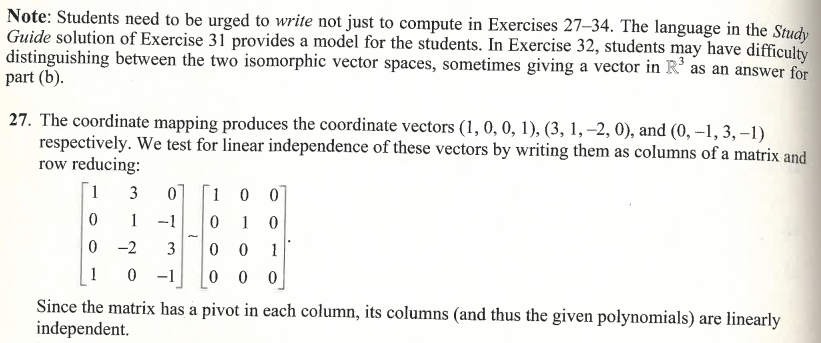 Note: Students need to be urged to write not just to compute in Exercises 27–34. The language in the Study
Guide solution of Exercise 31 provides a model for the students. In Exercise 32, students may have difficulty
distinguishing between the two isomorphic vector spaces, sometimes giving a vector in ℝ³ as an answer for
part (b).
27. The coordinate mapping produces the coordinate vectors (1, 0, 0, 1), (3, 1, –2, 0), and (0, –1, 3, –1)
respectively. We test for linear independence of these vectors by writing them as columns of a matrix and
row reducing:
[1 3 0] [1 0 0]
[0 1 –1] [0 1 0]
[0 –2 3] ~ [0 0 1].
[1 0 –1] [0 0 0]
Since the matrix has a pivot in each column, its columns (and thus the given polynomials) are linearly
independent.